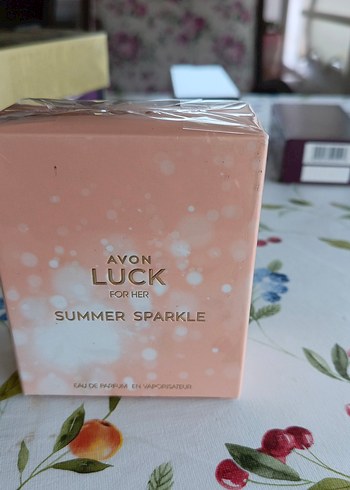 AVON
LUCK
FOR HER
SUMMER SPARKLE
EAU DE PARFUM EN VAPORISATEUR